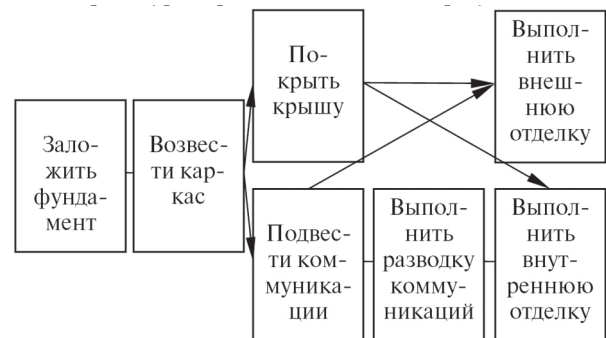 По-
крыть
крышу
Выпол-
нить
внеш-
нюю
отделку
Зало-
жить
фунда-
мент
Возвес-
ти кар-
кас
Подвес-
ти ком-
муника-
ции
Выпол-
нить
разводку
комму-
никаций
Выпол-
нить
внут-
реннюю
отделку